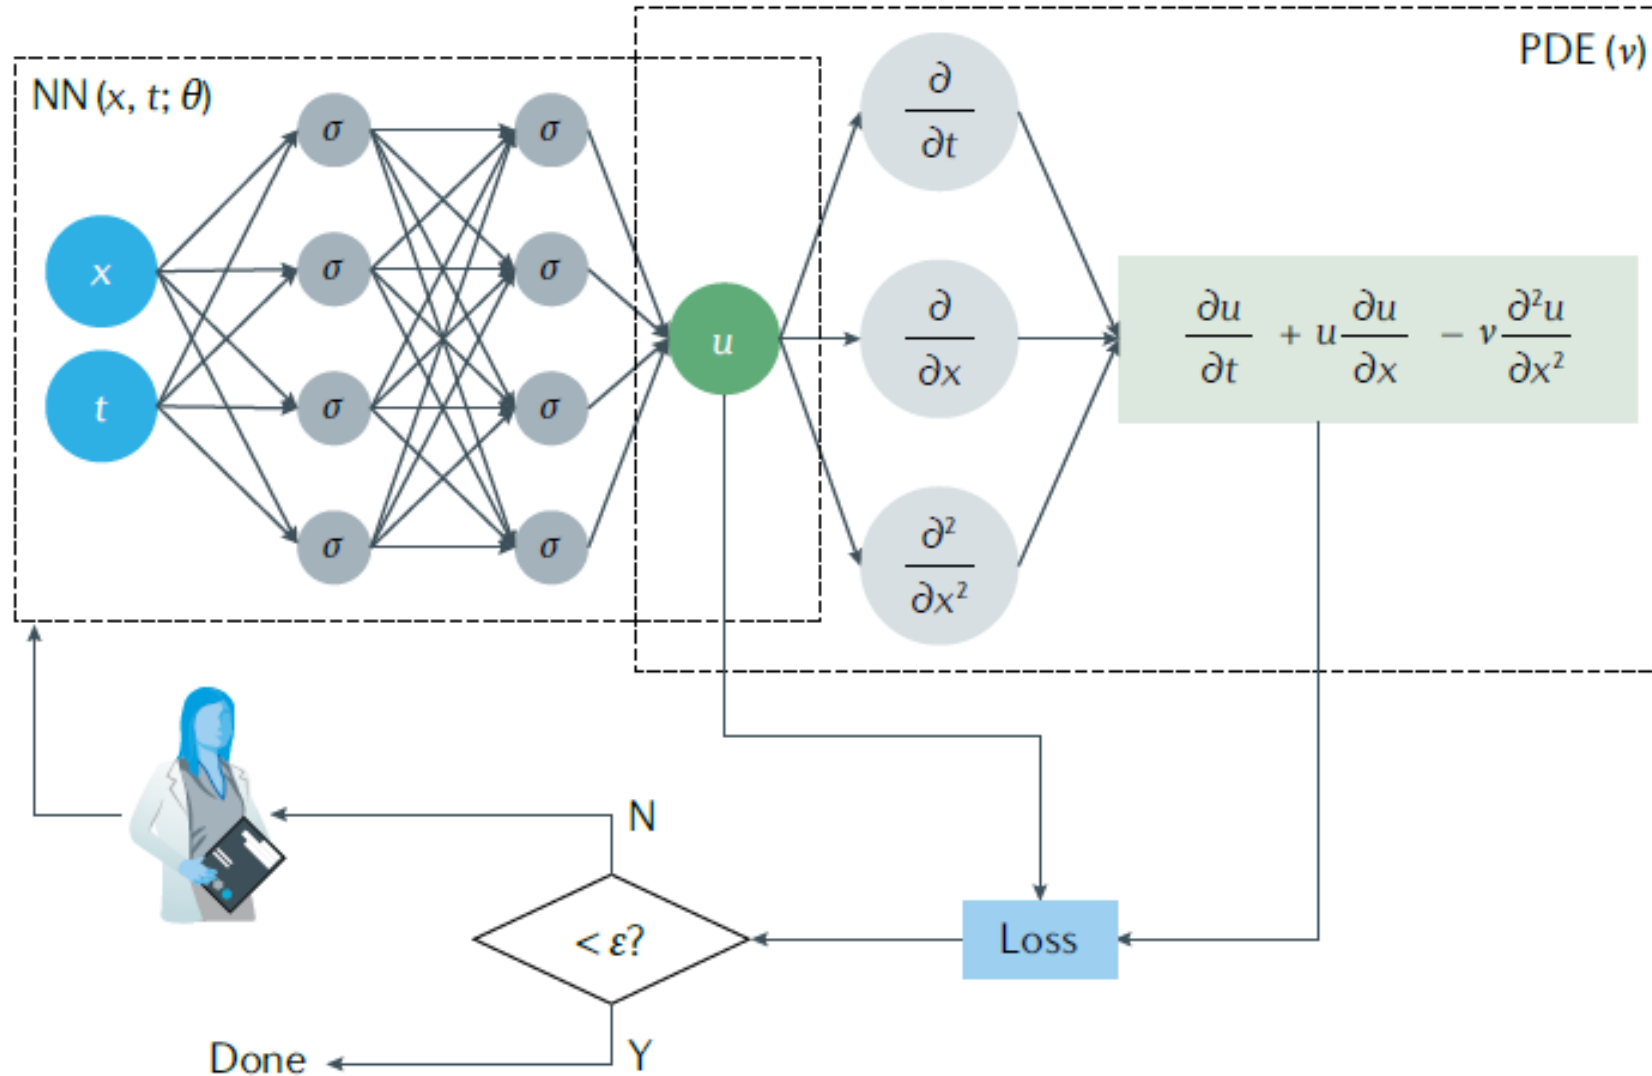 PDE (ν)
NN (x, t; θ)
∂
∂t
σ
σ
x
σ
σ
∂u
∂t
+ u
∂u
∂x
− ν
∂²u
∂x²
u
∂
∂x
t
σ
σ
σ
σ
∂²
∂x²
N
< ε?
Loss
Y
Done